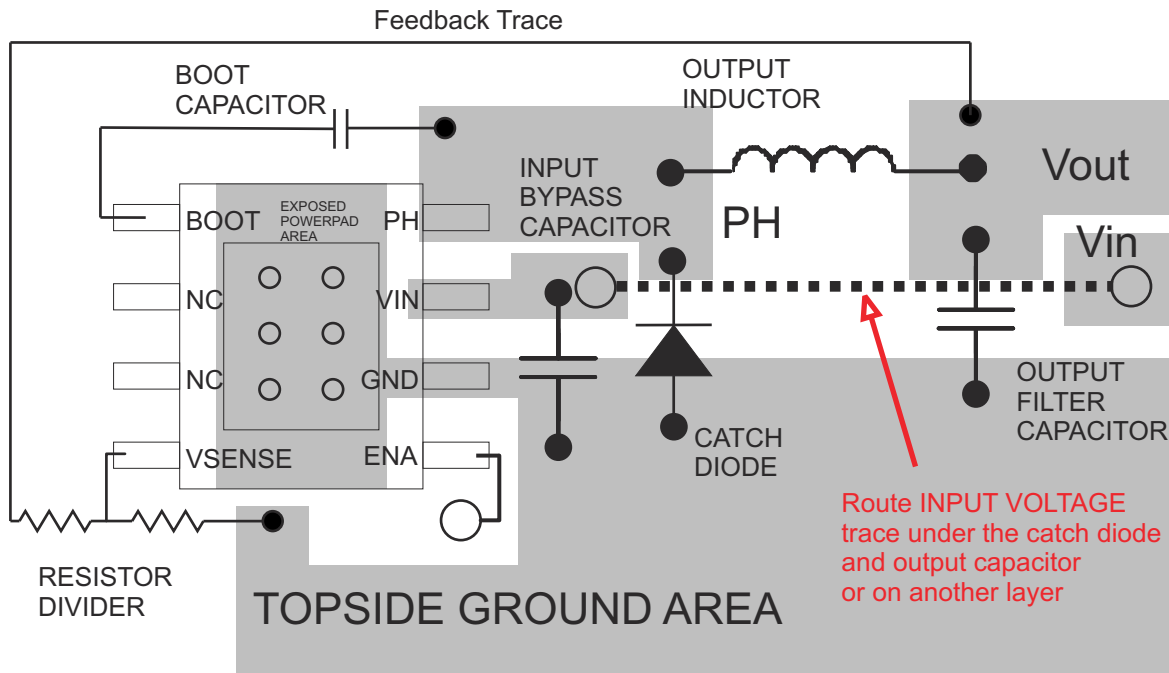 Feedback Trace
BOOT
CAPACITOR
OUTPUT
INDUCTOR
INPUT
BYPASS
CAPACITOR
Vout
PH
Vin
EXPOSED
POWERPAD
AREA
BOOT
PH
NC
VIN
NC
GND
VSENSE
ENA
CATCH
DIODE
OUTPUT
FILTER
CAPACITOR
Route INPUT VOLTAGE
trace under the catch diode
and output capacitor
or on another layer
RESISTOR
DIVIDER
TOPSIDE GROUND AREA